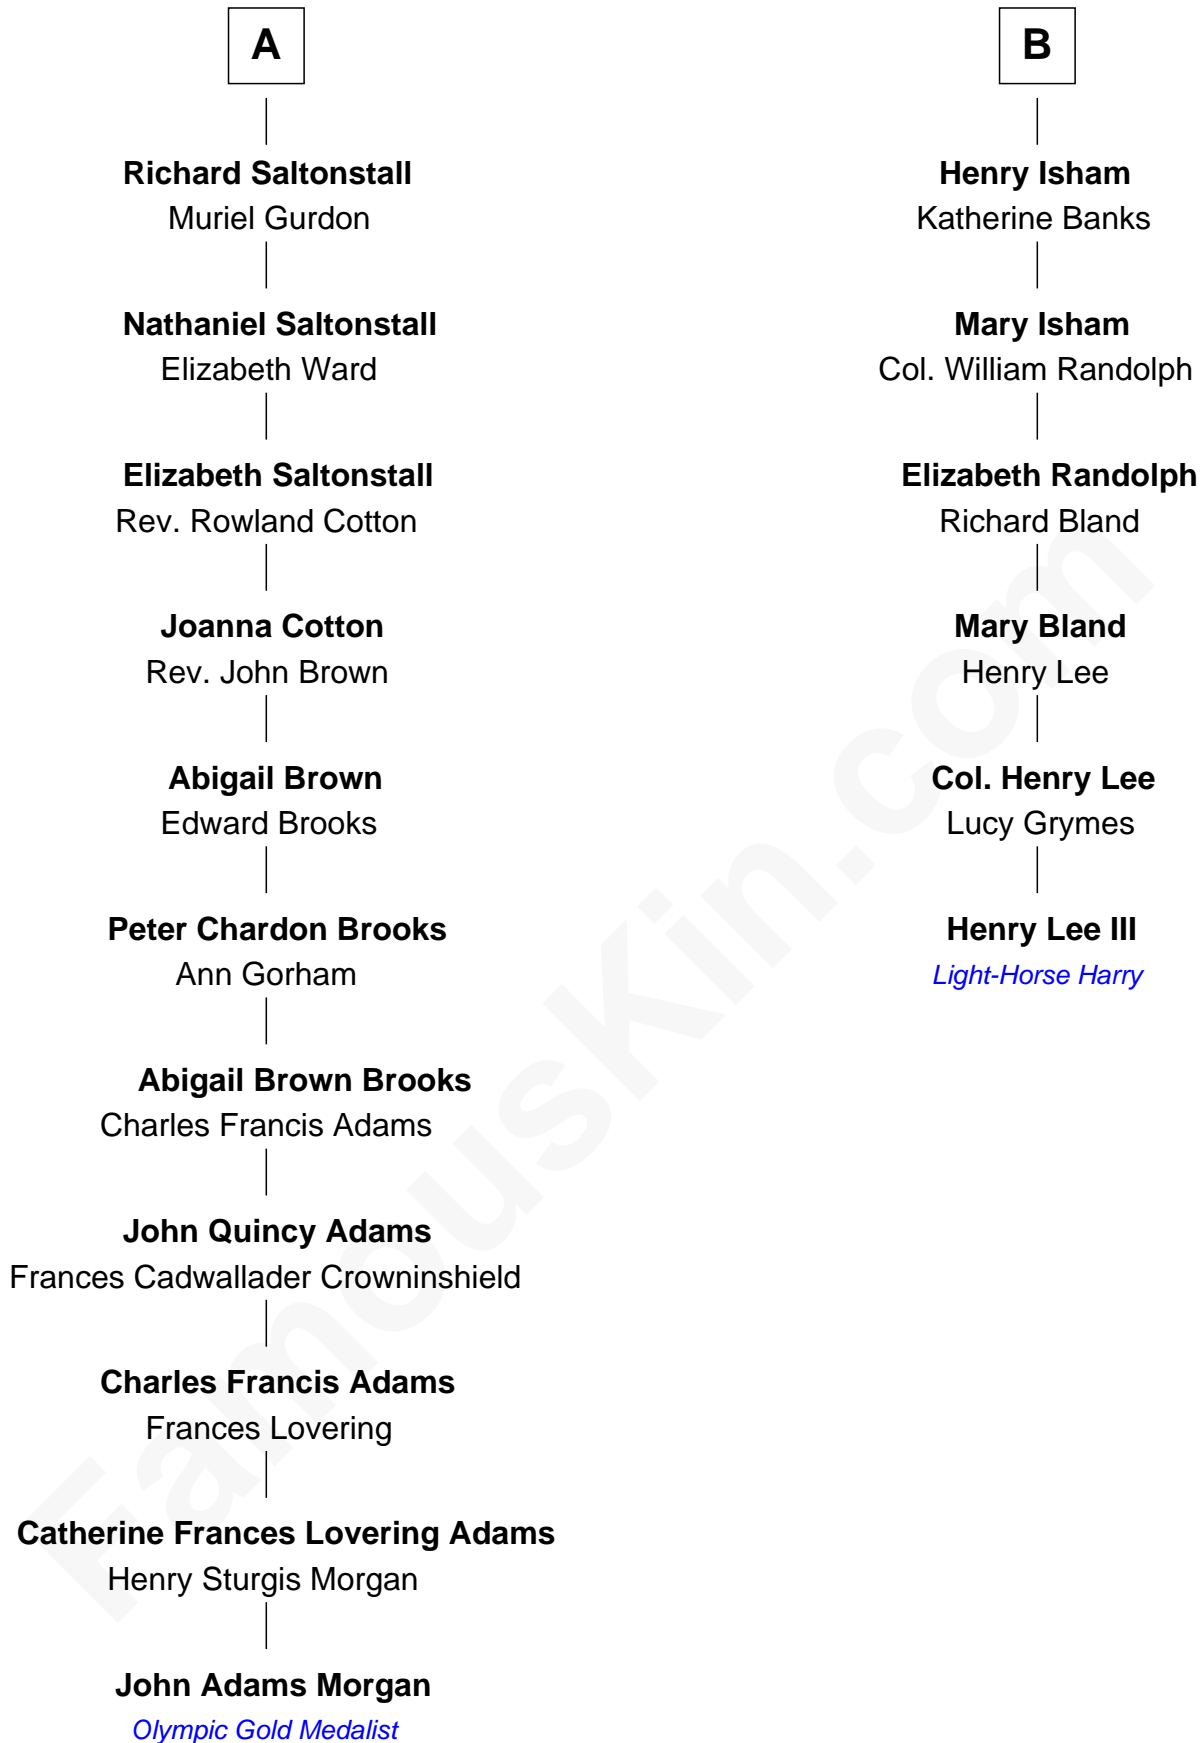 A
Richard Saltonstall
Muriel Gurdon
Nathaniel Saltonstall
Elizabeth Ward
Elizabeth Saltonstall
Rev. Rowland Cotton
Joanna Cotton
Rev. John Brown
Abigail Brown
Edward Brooks
Peter Chardon Brooks
Ann Gorham
Abigail Brown Brooks
Charles Francis Adams
John Quincy Adams
Frances Cadwallader Crowninshield
Charles Francis Adams
Frances Lovering
Catherine Frances Lovering Adams
Henry Sturgis Morgan
John Adams Morgan
Olympic Gold Medalist
B
Henry Isham
Katherine Banks
Mary Isham
Col. William Randolph
Elizabeth Randolph
Richard Bland
Mary Bland
Henry Lee
Col. Henry Lee
Lucy Grymes
Henry Lee III
Light-Horse Harry
FamousKin.com